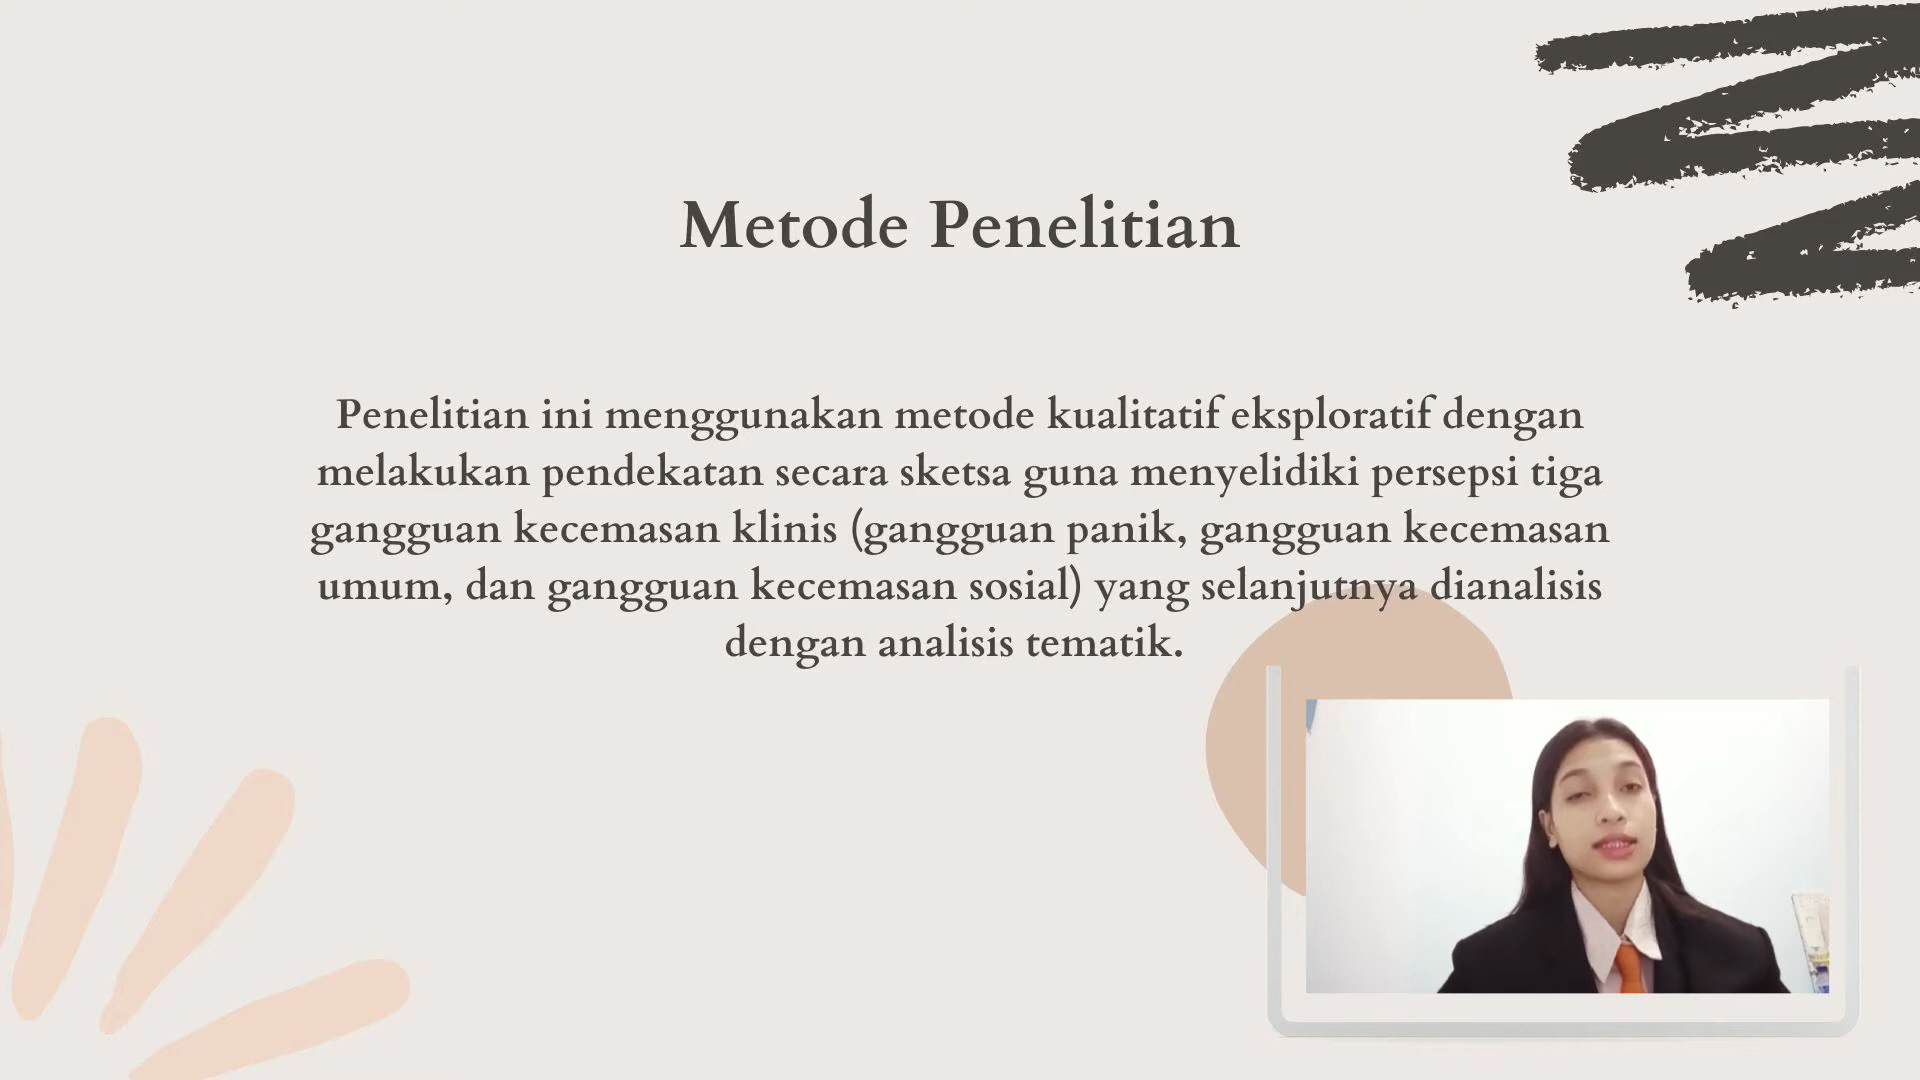 Metode Penelitian
Penelitian ini menggunakan metode kualitatif eksploratif dengan
melakukan pendekatan secara sketsa guna menyelidiki persepsi tiga
gangguan kecemasan klinis (gangguan panik, gangguan kecemasan
umum, dan gangguan kecemasan sosial) yang selanjutnya dianalisis
dengan analisis tematik.